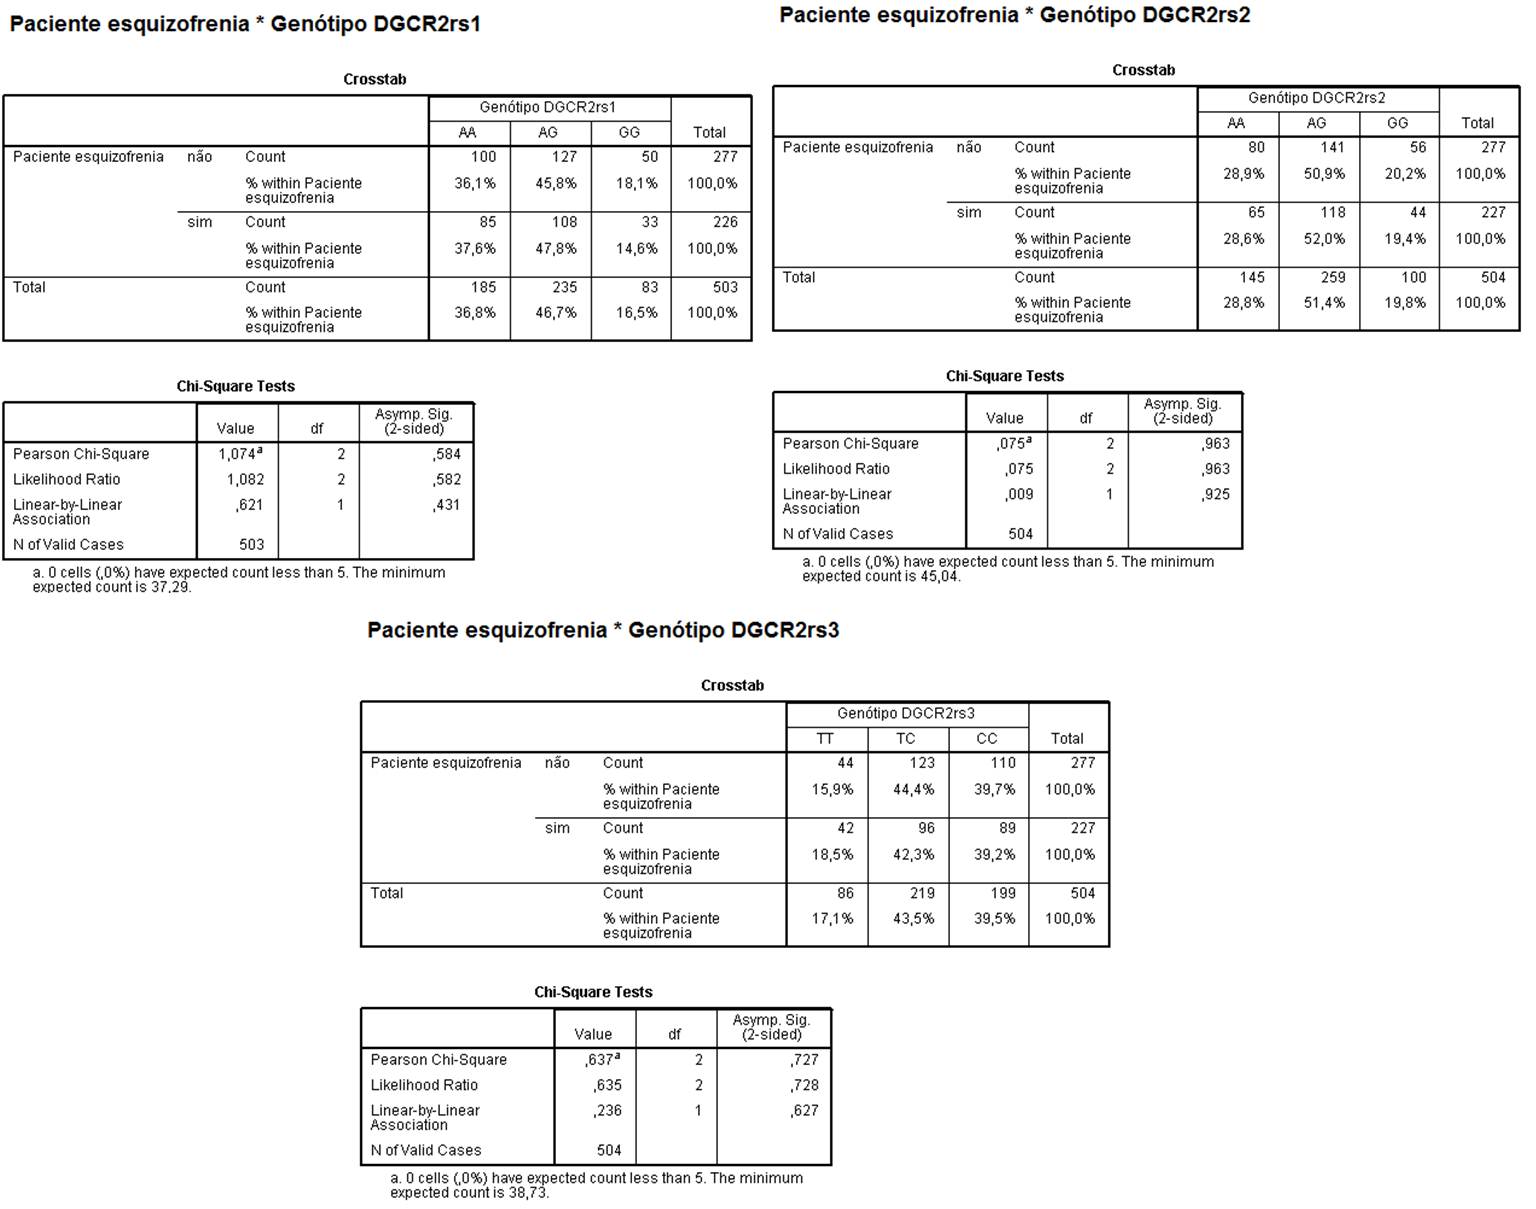 Paciente esquizofrenia * Genótipo DGCR2rs1
Crosstab
Genótipo DGCR2rs1
AA AG GG Total
Paciente esquizofrenia não Count 100 127 50 277
% within Paciente esquizofrenia 36,1% 45,8% 18,1% 100,0%
sim Count 85 108 33 226
% within Paciente esquizofrenia 37,6% 47,8% 14,6% 100,0%
Total Count 185 235 83 503
% within Paciente esquizofrenia 36,8% 46,7% 16,5% 100,0%
Chi-Square Tests
Value df Asymp. Sig. (2-sided)
Pearson Chi-Square 1,074a 2 ,584
Likelihood Ratio 1,082 2 ,582
Linear-by-Linear Association ,621 1 ,431
N of Valid Cases 503
a. 0 cells (,0%) have expected count less than 5. The minimum
expected count is 37,29.
Paciente esquizofrenia * Genótipo DGCR2rs2
Crosstab
Genótipo DGCR2rs2
AA AG GG Total
Paciente esquizofrenia não Count 80 141 56 277
% within Paciente esquizofrenia 28,9% 50,9% 20,2% 100,0%
sim Count 65 118 44 227
% within Paciente esquizofrenia 28,6% 52,0% 19,4% 100,0%
Total Count 145 259 100 504
% within Paciente esquizofrenia 28,8% 51,4% 19,8% 100,0%
Chi-Square Tests
Value df Asymp. Sig. (2-sided)
Pearson Chi-Square ,075a 2 ,963
Likelihood Ratio ,075 2 ,963
Linear-by-Linear Association ,009 1 ,925
N of Valid Cases 504
a. 0 cells (,0%) have expected count less than 5. The minimum
expected count is 45,04.
Paciente esquizofrenia * Genótipo DGCR2rs3
Crosstab
Genótipo DGCR2rs3
TT TC CC Total
Paciente esquizofrenia não Count 44 123 110 277
% within Paciente esquizofrenia 15,9% 44,4% 39,7% 100,0%
sim Count 42 96 89 227
% within Paciente esquizofrenia 18,5% 42,3% 39,2% 100,0%
Total Count 86 219 199 504
% within Paciente esquizofrenia 17,1% 43,5% 39,5% 100,0%
Chi-Square Tests
Value df Asymp. Sig. (2-sided)
Pearson Chi-Square ,637a 2 ,727
Likelihood Ratio ,635 2 ,728
Linear-by-Linear Association ,236 1 ,627
N of Valid Cases 504
a. 0 cells (,0%) have expected count less than 5. The minimum
expected count is 38,73.